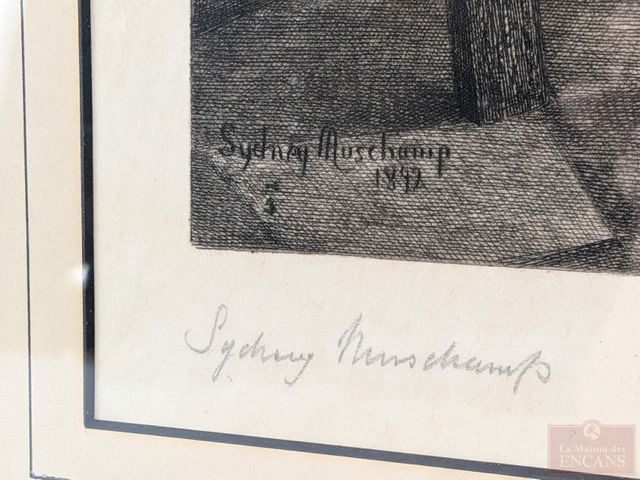 Sydney Muschamp
1892
Sydney Muschamp
La Maison des
ENCANS